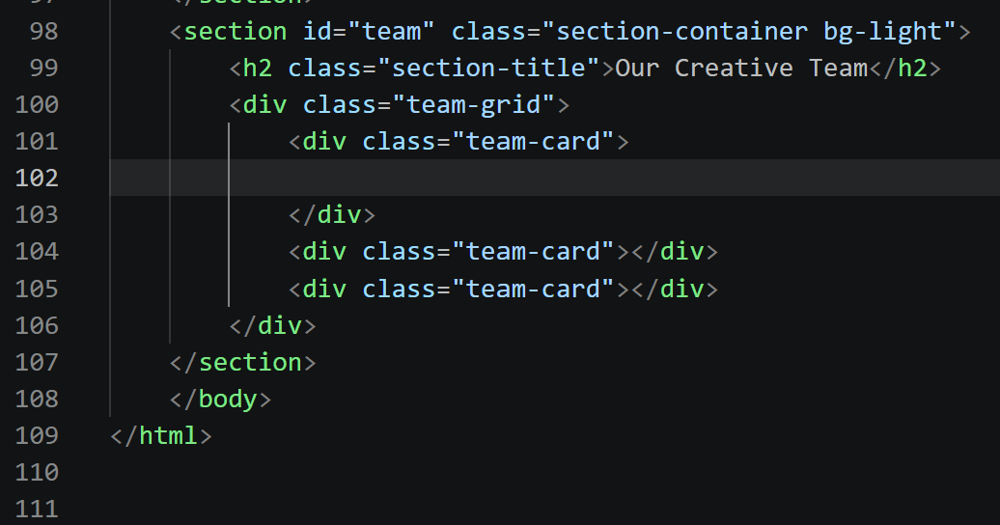 97 </section>
98 <section id="team" class="section-container bg-light">
99 <h2 class="section-title">Our Creative Team</h2>
100 <div class="team-grid">
101 <div class="team-card">
102
103 </div>
104 <div class="team-card"></div>
105 <div class="team-card"></div>
106 </div>
107 </section>
108 </body>
109 </html>
110
111